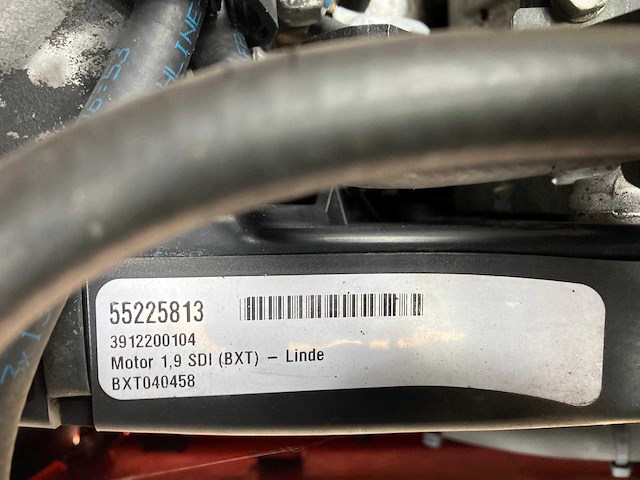 55225813
3912200104
Motor 1,9 SDI (BXT) – Linde
BXT040458